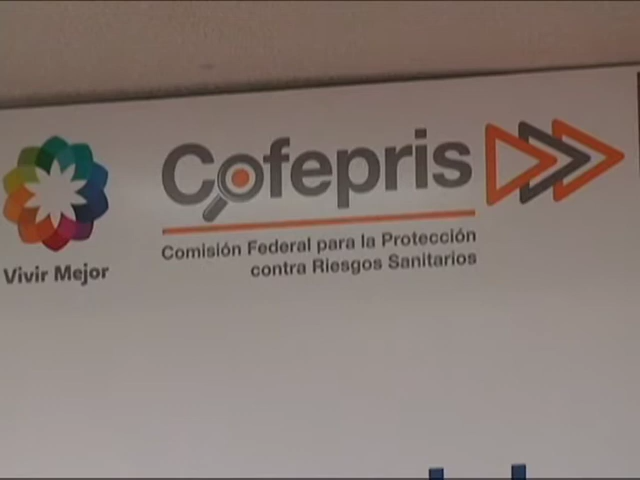 Cofepris
Comisión Federal para la Protección
contra Riesgos Sanitarios
Vivir Mejor